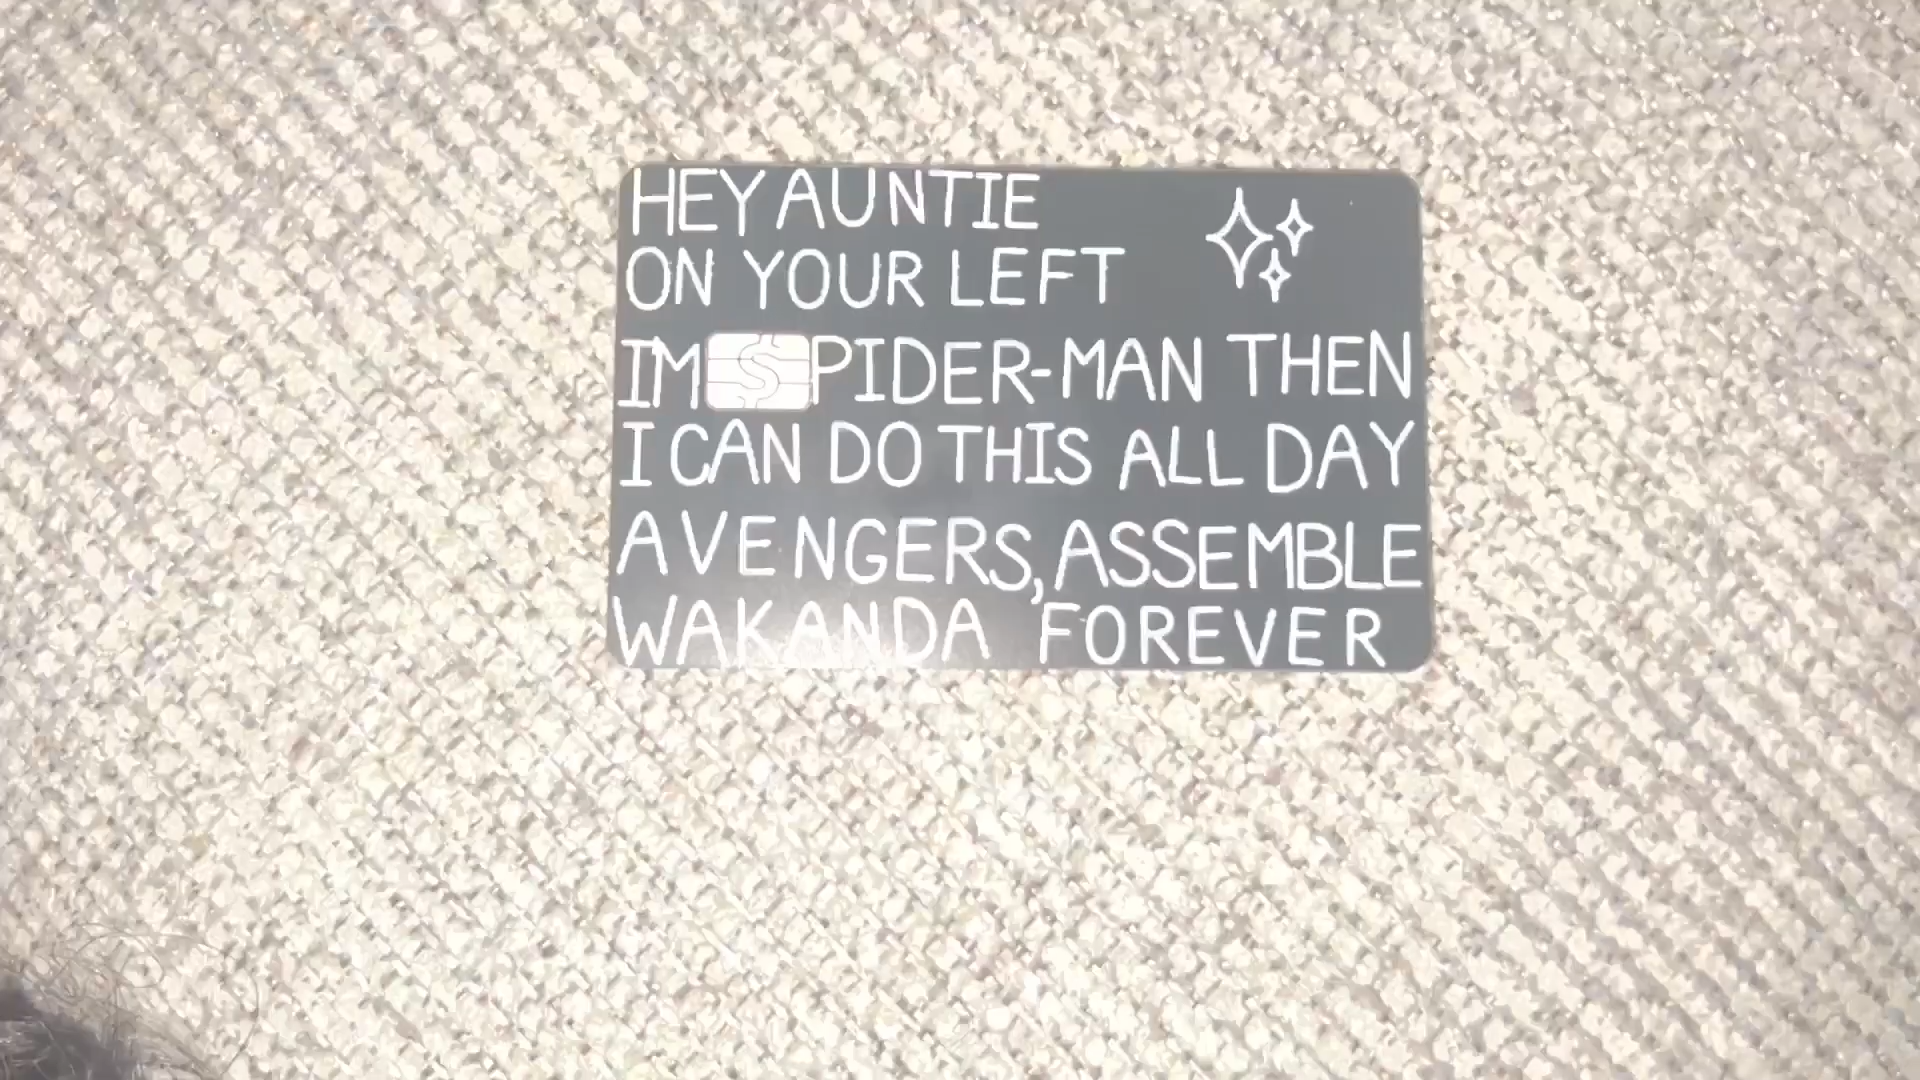 HEY AUNTIE
ON YOUR LEFT
IM $PIDER-MAN THEN
I CAN DO THIS ALL DAY
AVENGERS, ASSEMBLE
WAKANDA FOREVER